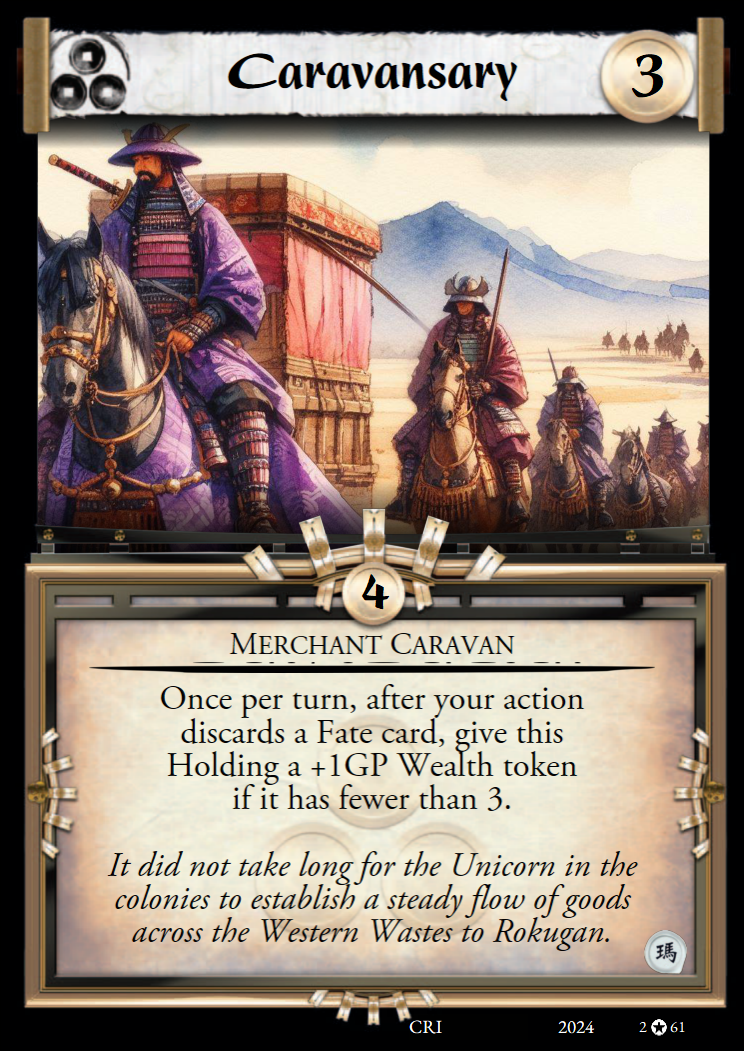 Caravansary
3
4
Merchant Caravan
Once per turn, after your action
discards a Fate card, give this
Holding a +1GP Wealth token
if it has fewer than 3.
It did not take long for the Unicorn in the
colonies to establish a steady flow of goods
across the Western Wastes to Rokugan.
瑪
CRI 2024 2 61